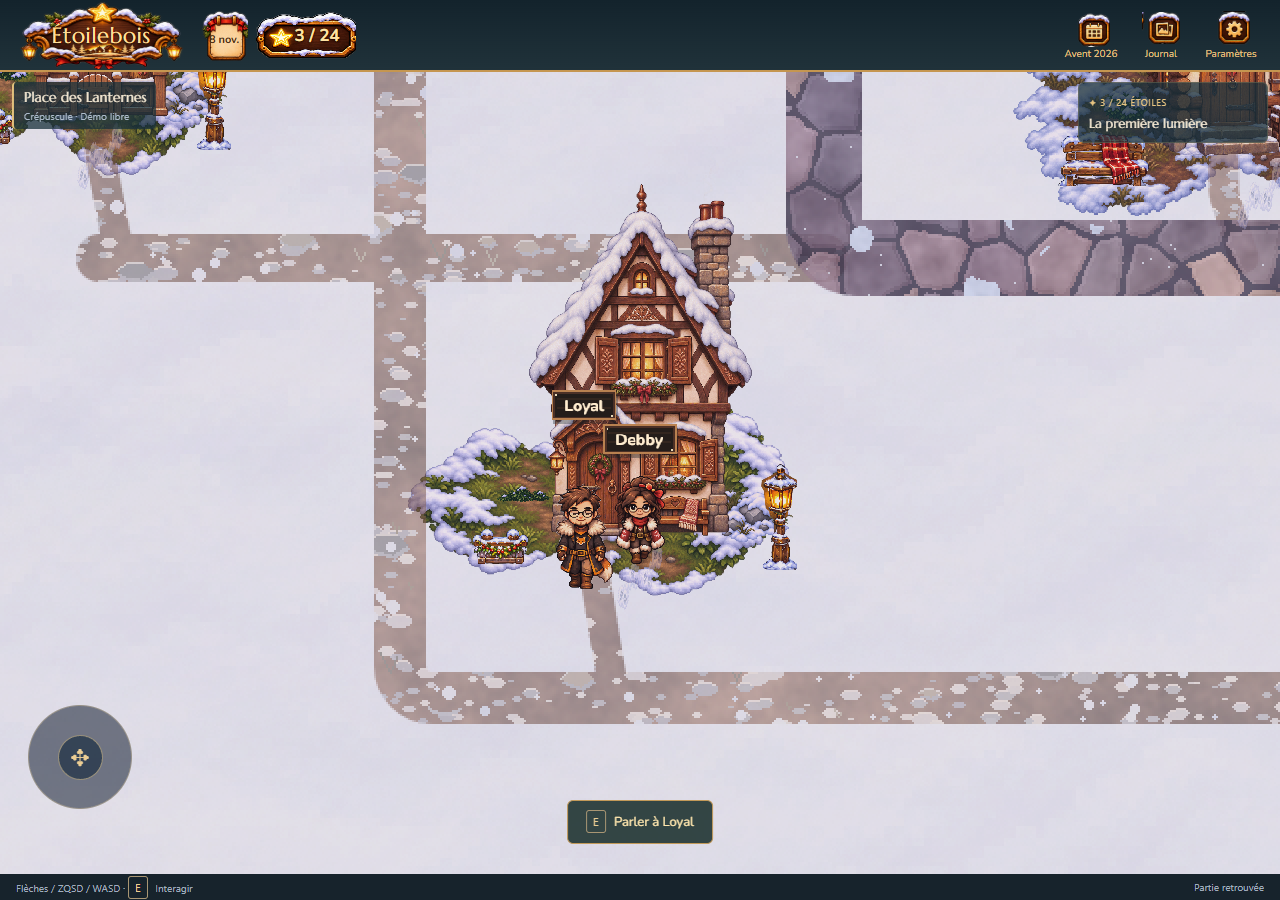 Etoilebois
8 nov.
3 / 24
Avent 2026
Journal
Paramètres
Place des Lanternes
Crépuscule · Démo libre
✦ 3 / 24 ÉTOILES
La première lumière
Loyal
Debby
E Parler à Loyal
Flèches / ZQSD / WASD · E Interagir
Partie retrouvée